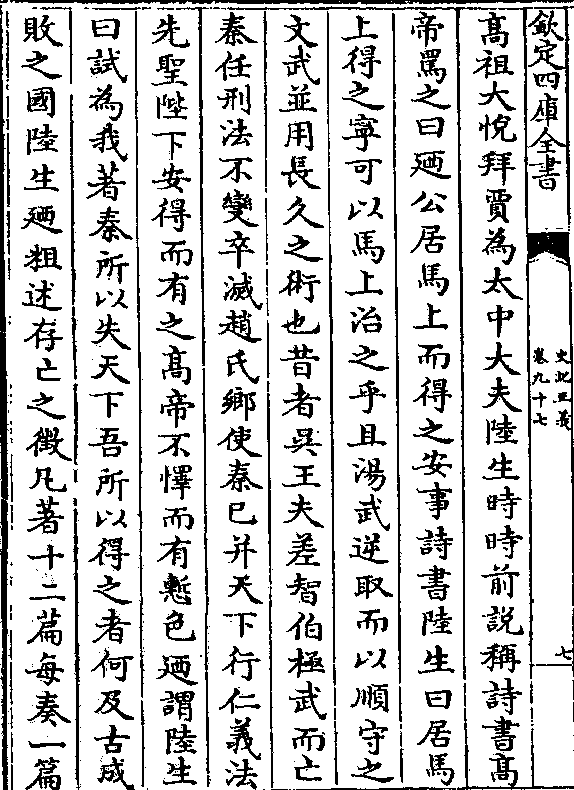 欽定四庫全書
史記正義
卷九十七
七
髙祖大悦拜賈為太中大夫陸生時時前説稱詩書髙
帝罵之曰廼公居馬上而得之安事詩書陸生曰居馬
上得之寧可以馬上治之乎且湯武逆取而以順守之
文武並用長久之術也昔者吳王夫差智伯極武而亡
秦任刑法不變卒滅趙氏鄉使秦已并天下行仁義法
先聖陛下安得而有之髙帝不懌而有慙色廼謂陸生
曰試為我著秦所以失天下吾所以得之者何及古成
敗之國陸生廼粗述存亡之徵凡著十二篇每奏一篇